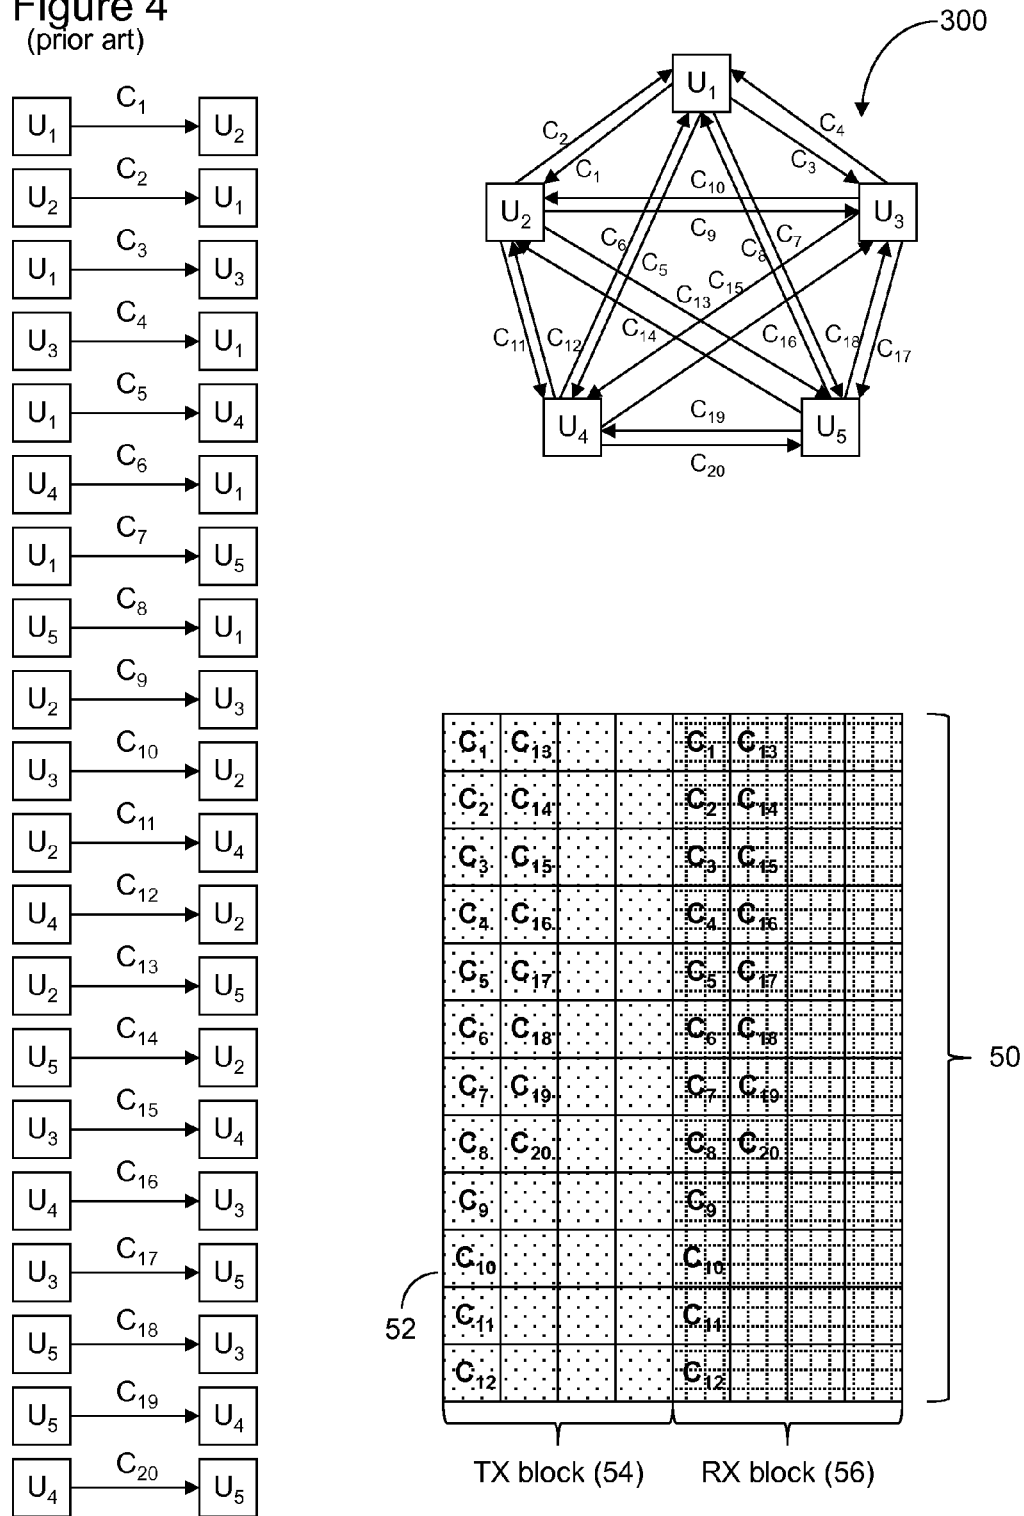 Figure 4
(prior art)
U1 C1 U2
U2 C2 U1
U1 C3 U3
U3 C4 U1
U1 C5 U4
U4 C6 U1
U1 C7 U5
U5 C8 U1
U2 C9 U3
U3 C10 U2
U2 C11 U4
U4 C12 U2
U2 C13 U5
U5 C14 U2
U3 C15 U4
U4 C16 U3
U3 C17 U5
U5 C18 U3
U5 C19 U4
U4 C20 U5
300
U1
C2 C4
C1 C3
C10
U2 U3
C9
C6 C8 C7
C5
C15
C13
C11 C12 C14 C16 C18 C17
C19
U4 U5
C20
C1 C13 C1 C13
C2 C14 C2 C14
C3 C15 C3 C15
C4 C16 C4 C16
C5 C17 C5 C17
C6 C18 C6 C18
C7 C19 C7 C19
C8 C20 C8 C20
C9 C9
C10 C10
C11 C11
C12 C12
50
52
TX block (54) RX block (56)